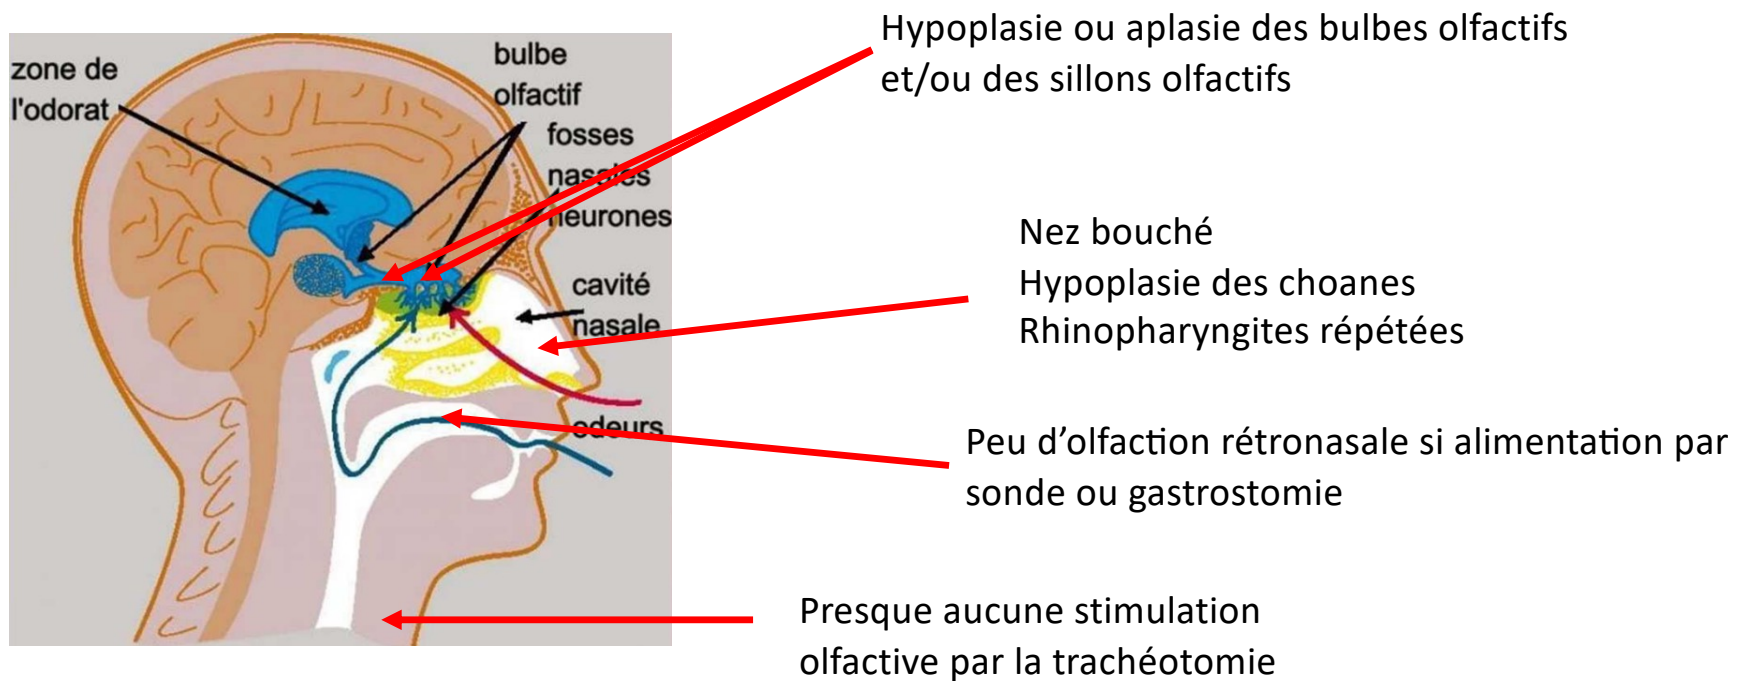 zone de
l'odorat
bulbe
olfactif
fosses
nasales
neurones
cavité
nasale
odeurs
Hypoplasie ou aplasie des bulbes olfactifs
et/ou des sillons olfactifs
Nez bouché
Hypoplasie des choanes
Rhinopharyngites répétées
Peu d’olfaction rétronasale si alimentation par
sonde ou gastrostomie
Presque aucune stimulation
olfactive par la trachéotomie